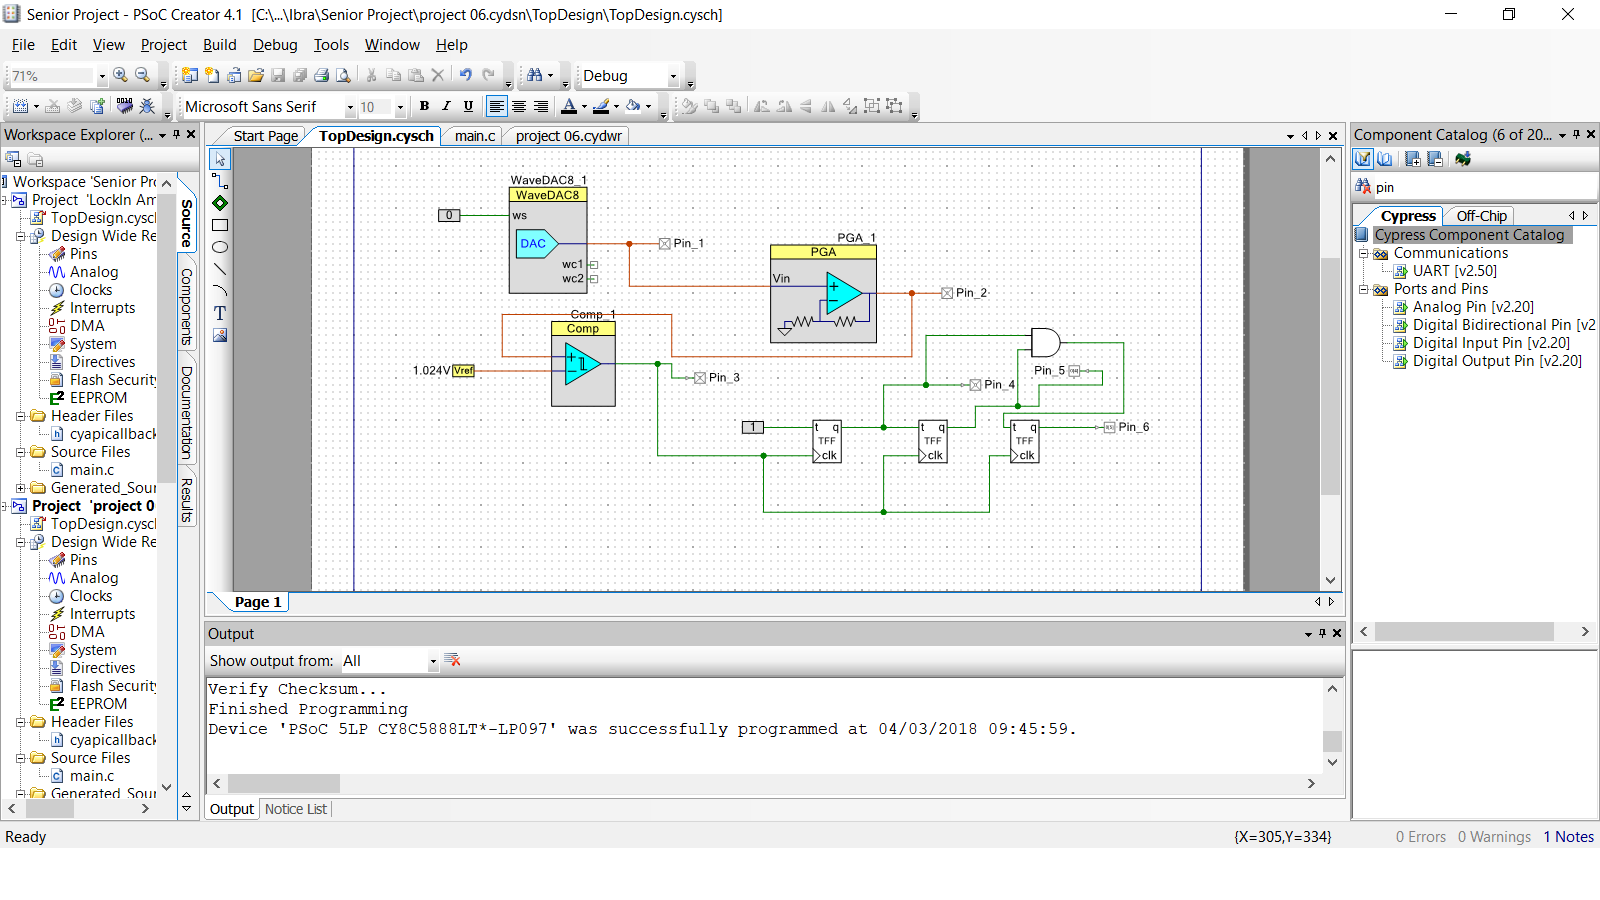 Senior Project - PSoC Creator 4.1 [C:\...\Ibra\Senior Project\project 06.cydsn\TopDesign\TopDesign.cysch]
File Edit View Project Build Debug Tools Window Help
71%
Debug
Microsoft Sans Serif 10 B I U A
Workspace Explorer (...
Start Page TopDesign.cysch main.c project 06.cydwr
Component Catalog (6 of 20...
Workspace 'Senior Pro
Project 'LockIn Am
TopDesign.cyscl
Design Wide Re
Pins
Analog
Clocks
Interrupts
DMA
System
Directives
Flash Security
EEPROM
Header Files
cyapicallback
Source Files
main.c
Generated_Sour
Project 'project 0
TopDesign.cyscl
Design Wide Re
Pins
Analog
Clocks
Interrupts
DMA
System
Directives
Flash Security
EEPROM
Header Files
cyapicallback
Source Files
main.c
Generated_Sour
Source
Components
Documentation
Results
T
WaveDAC8_1
WaveDAC8
0
ws
DAC
Pin_1
wc1
wc2
PGA_1
PGA
Vin
Pin_2
Comp_1
Comp
1.024V Vref
Pin_3
Pin_5
Pin_4
1
t q
TFF
clk
t q
TFF
clk
t q
TFF
clk
Pin_6
Page 1
pin
Cypress Off-Chip
Cypress Component Catalog
Communications
UART [v2.50]
Ports and Pins
Analog Pin [v2.20]
Digital Bidirectional Pin [v2
Digital Input Pin [v2.20]
Digital Output Pin [v2.20]
Output
Show output from: All
Verify Checksum...
Finished Programming
Device 'PSoC 5LP CY8C5888LT*-LP097' was successfully programmed at 04/03/2018 09:45:59.
Output Notice List
Ready
{X=305,Y=334}
0 Errors 0 Warnings 1 Notes